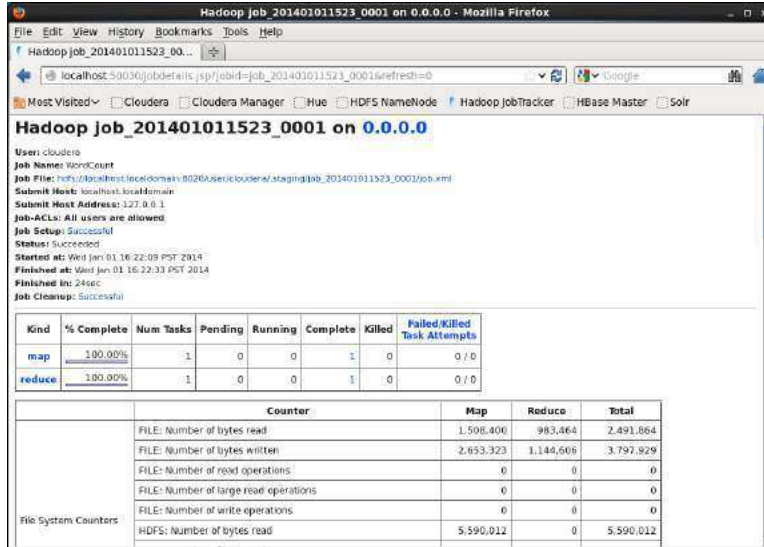 Hadoop job_201401011523_0001 on 0.0.0.0 - Mozilla Firefox
File Edit View History Bookmarks Tools Help
Hadoop job_201401011523_00...
localhost:50030/jobdetails.jsp?jobid=job_201401011523_0001&refresh=0 Google
Most Visited Cloudera Cloudera Manager Hue HDFS NameNode Hadoop JobTracker HBase Master Solr
Hadoop job_201401011523_0001 on 0.0.0.0
User: cloudera
Job Name: WordCount
Job File: hdfs://localhost.localdomain:8020/user/cloudera/.staging/job_201401011523_0001/job.xml
Submit Host: localhost.localdomain
Submit Host Address: 127.0.0.1
Job-ACLs: All users are allowed
Job Setup: Successful
Status: Succeeded
Started at: Wed Jan 01 16:22:09 PST 2014
Finished at: Wed Jan 01 16:22:33 PST 2014
Finished in: 24sec
Job Cleanup: Successful
Kind % Complete Num Tasks Pending Running Complete Killed Failed/Killed Task Attempts
map 100.00% 1 0 0 1 0 0 / 0
reduce 100.00% 1 0 0 1 0 0 / 0
Counter Map Reduce Total
File System Counters
FILE: Number of bytes read 1,508,400 983,464 2,491,864
FILE: Number of bytes written 2,653,323 1,144,606 3,797,929
FILE: Number of read operations 0 0 0
FILE: Number of large read operations 0 0 0
FILE: Number of write operations 0 0 0
HDFS: Number of bytes read 5,590,012 0 5,590,012